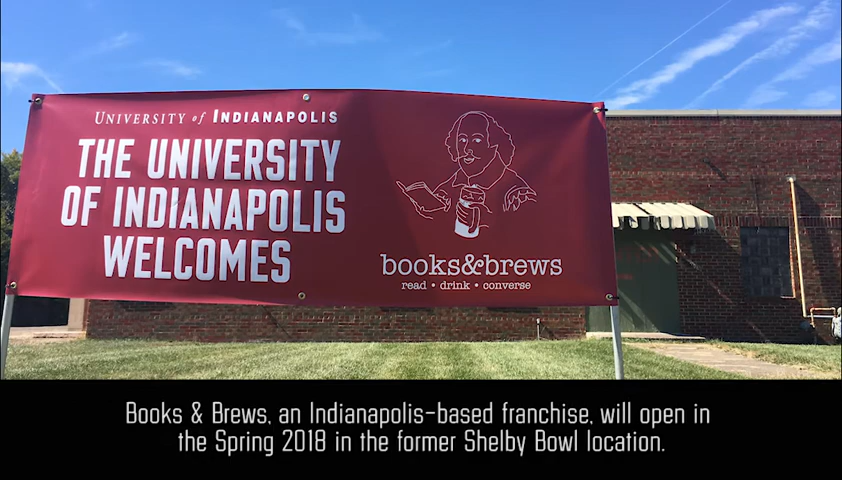 UNIVERSITY of INDIANAPOLIS
THE UNIVERSITY
OF INDIANAPOLIS
WELCOMES
books&brews
read • drink • converse
Books & Brews, an Indianapolis-based franchise, will open in
the Spring 2018 in the former Shelby Bowl location.